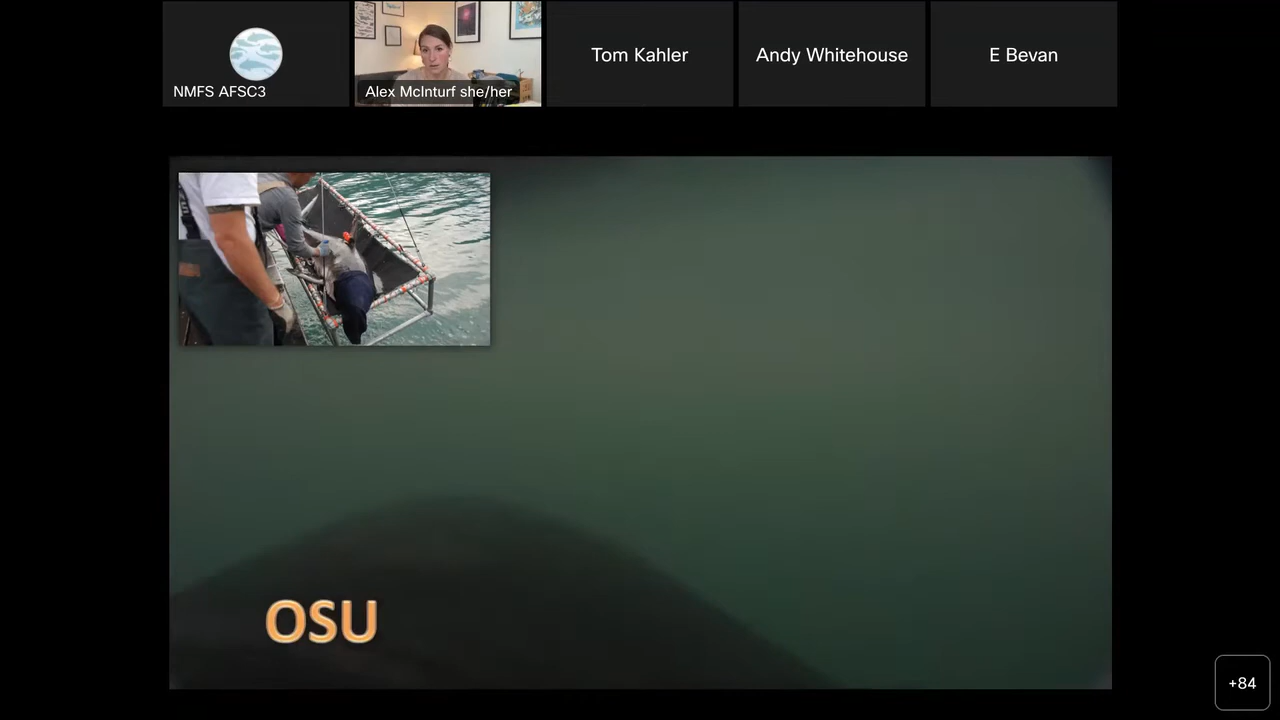 NMFS AFSC3
Alex McInturf she/her
Tom Kahler
Andy Whitehouse
E Bevan
OSU
+84